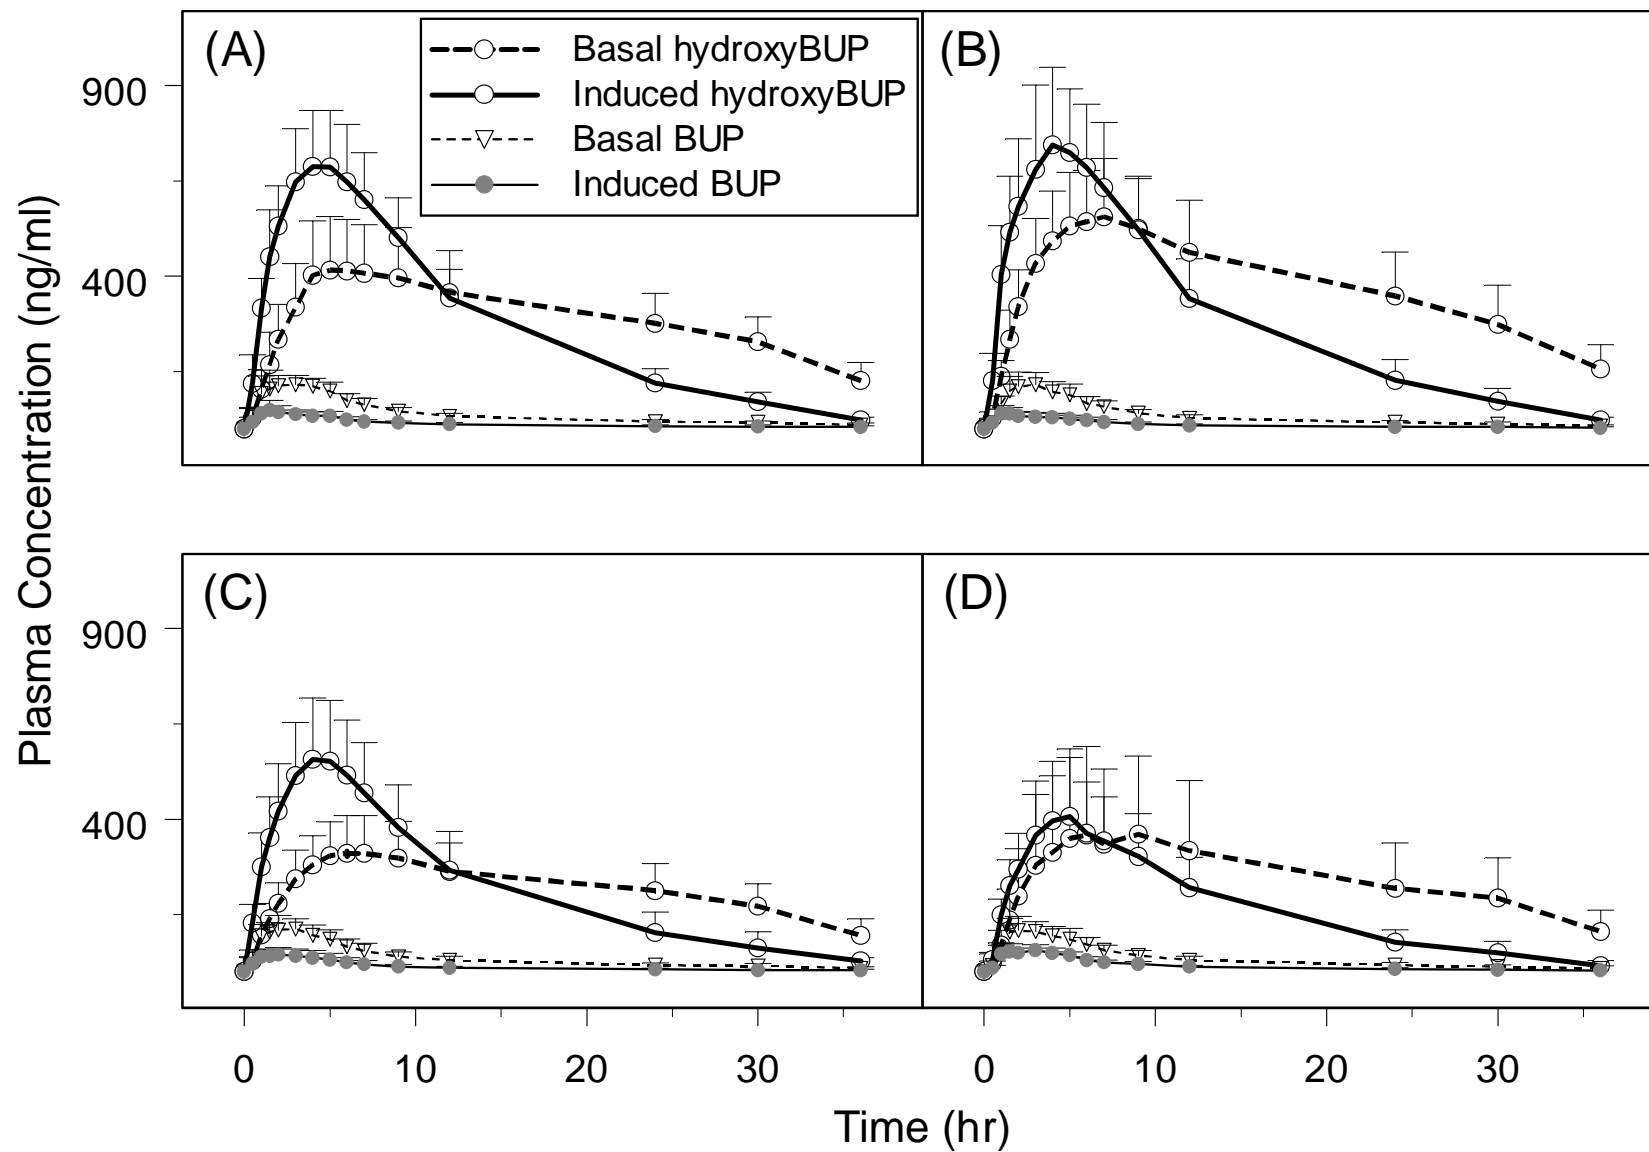 (A)
Basal hydroxyBUP
Induced hydroxyBUP
Basal BUP
Induced BUP
(B)
900
400
Plasma Concentration (ng/ml)
(C)
(D)
900
400
0 10 20 30 0 10 20 30
Time (hr)